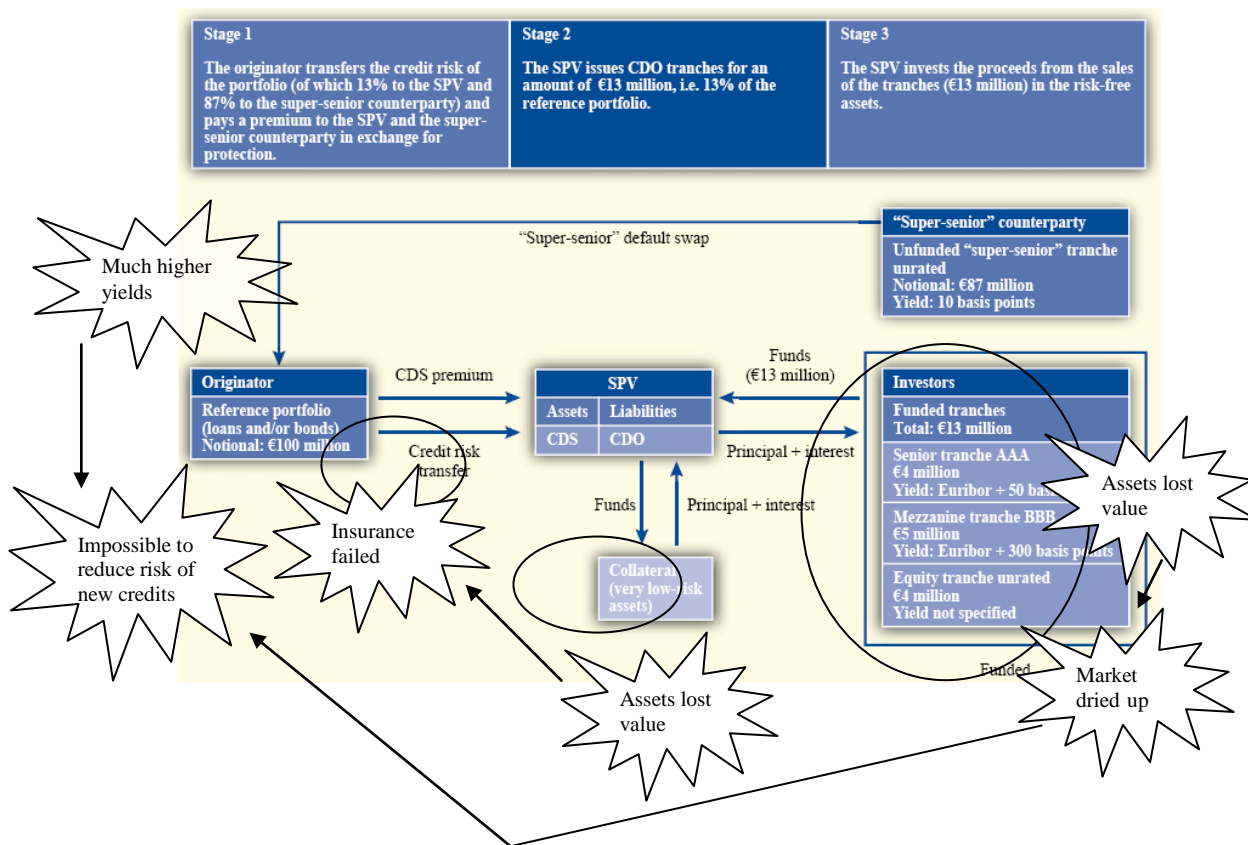 Stage 1
The originator transfers the credit risk of
the portfolio (of which 13% to the SPV and
87% to the super-senior counterparty) and
pays a premium to the SPV and the super-
senior counterparty in exchange for
protection.
Stage 2
The SPV issues CDO tranches for an
amount of €13 million, i.e. 13% of the
reference portfolio.
Stage 3
The SPV invests the proceeds from the sales
of the tranches (€13 million) in the risk-free
assets.
“Super-senior” default swap
“Super-senior” counterparty
Unfunded “super-senior” tranche
unrated
Notional: €87 million
Yield: 10 basis points
Much higher
yields
Originator
Reference portfolio
(loans and/or bonds)
Notional: €100 million
CDS premium
Credit risk
transfer
SPV
Assets
Liabilities
CDS
CDO
Funds
(€13 million)
Principal + interest
Investors
Funded tranches
Total: €13 million
Senior tranche AAA
€4 million
Yield: Euribor + 50
Mezzanine tranche BBB
€5 million
Yield: Euribor + 300 basis points
Equity tranche unrated
€4 million
Yield not specified
Assets lost
value
Funds
Principal + interest
Impossible to
reduce risk of
new credits
Insurance
failed
Collateral
(very low-risk
assets)
Funded
Assets lost
value
Market
dried up